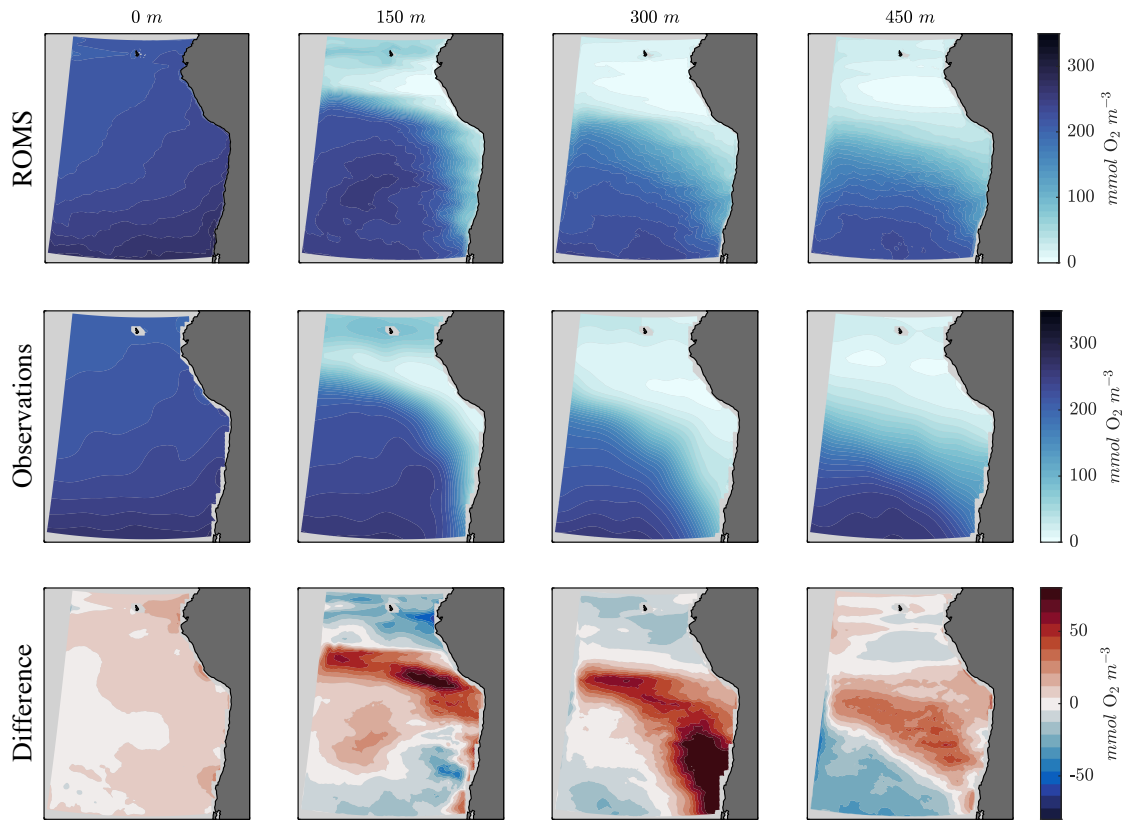 0 m
150 m
300 m
450 m
ROMS
300
200
100
0
mmol O₂ m⁻³
Observations
300
200
100
0
mmol O₂ m⁻³
Difference
50
0
-50
mmol O₂ m⁻³